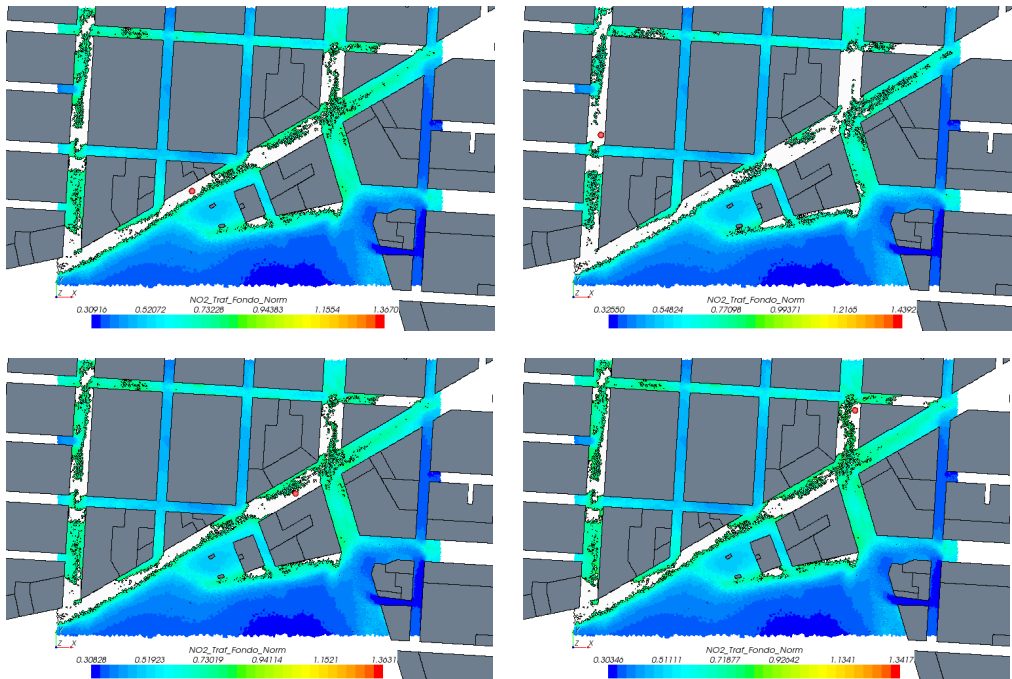 Z X
NO2_Traf_Fondo_Norm
0.30916 0.52072 0.73228 0.94383 1.1554 1.3670
Z X
NO2_Traf_Fondo_Norm
0.32550 0.54824 0.77098 0.99371 1.2165 1.4392
Z X
NO2_Traf_Fondo_Norm
0.30828 0.51923 0.73019 0.94114 1.1521 1.3631
Z X
NO2_Traf_Fondo_Norm
0.30346 0.51111 0.71877 0.92642 1.1341 1.3417